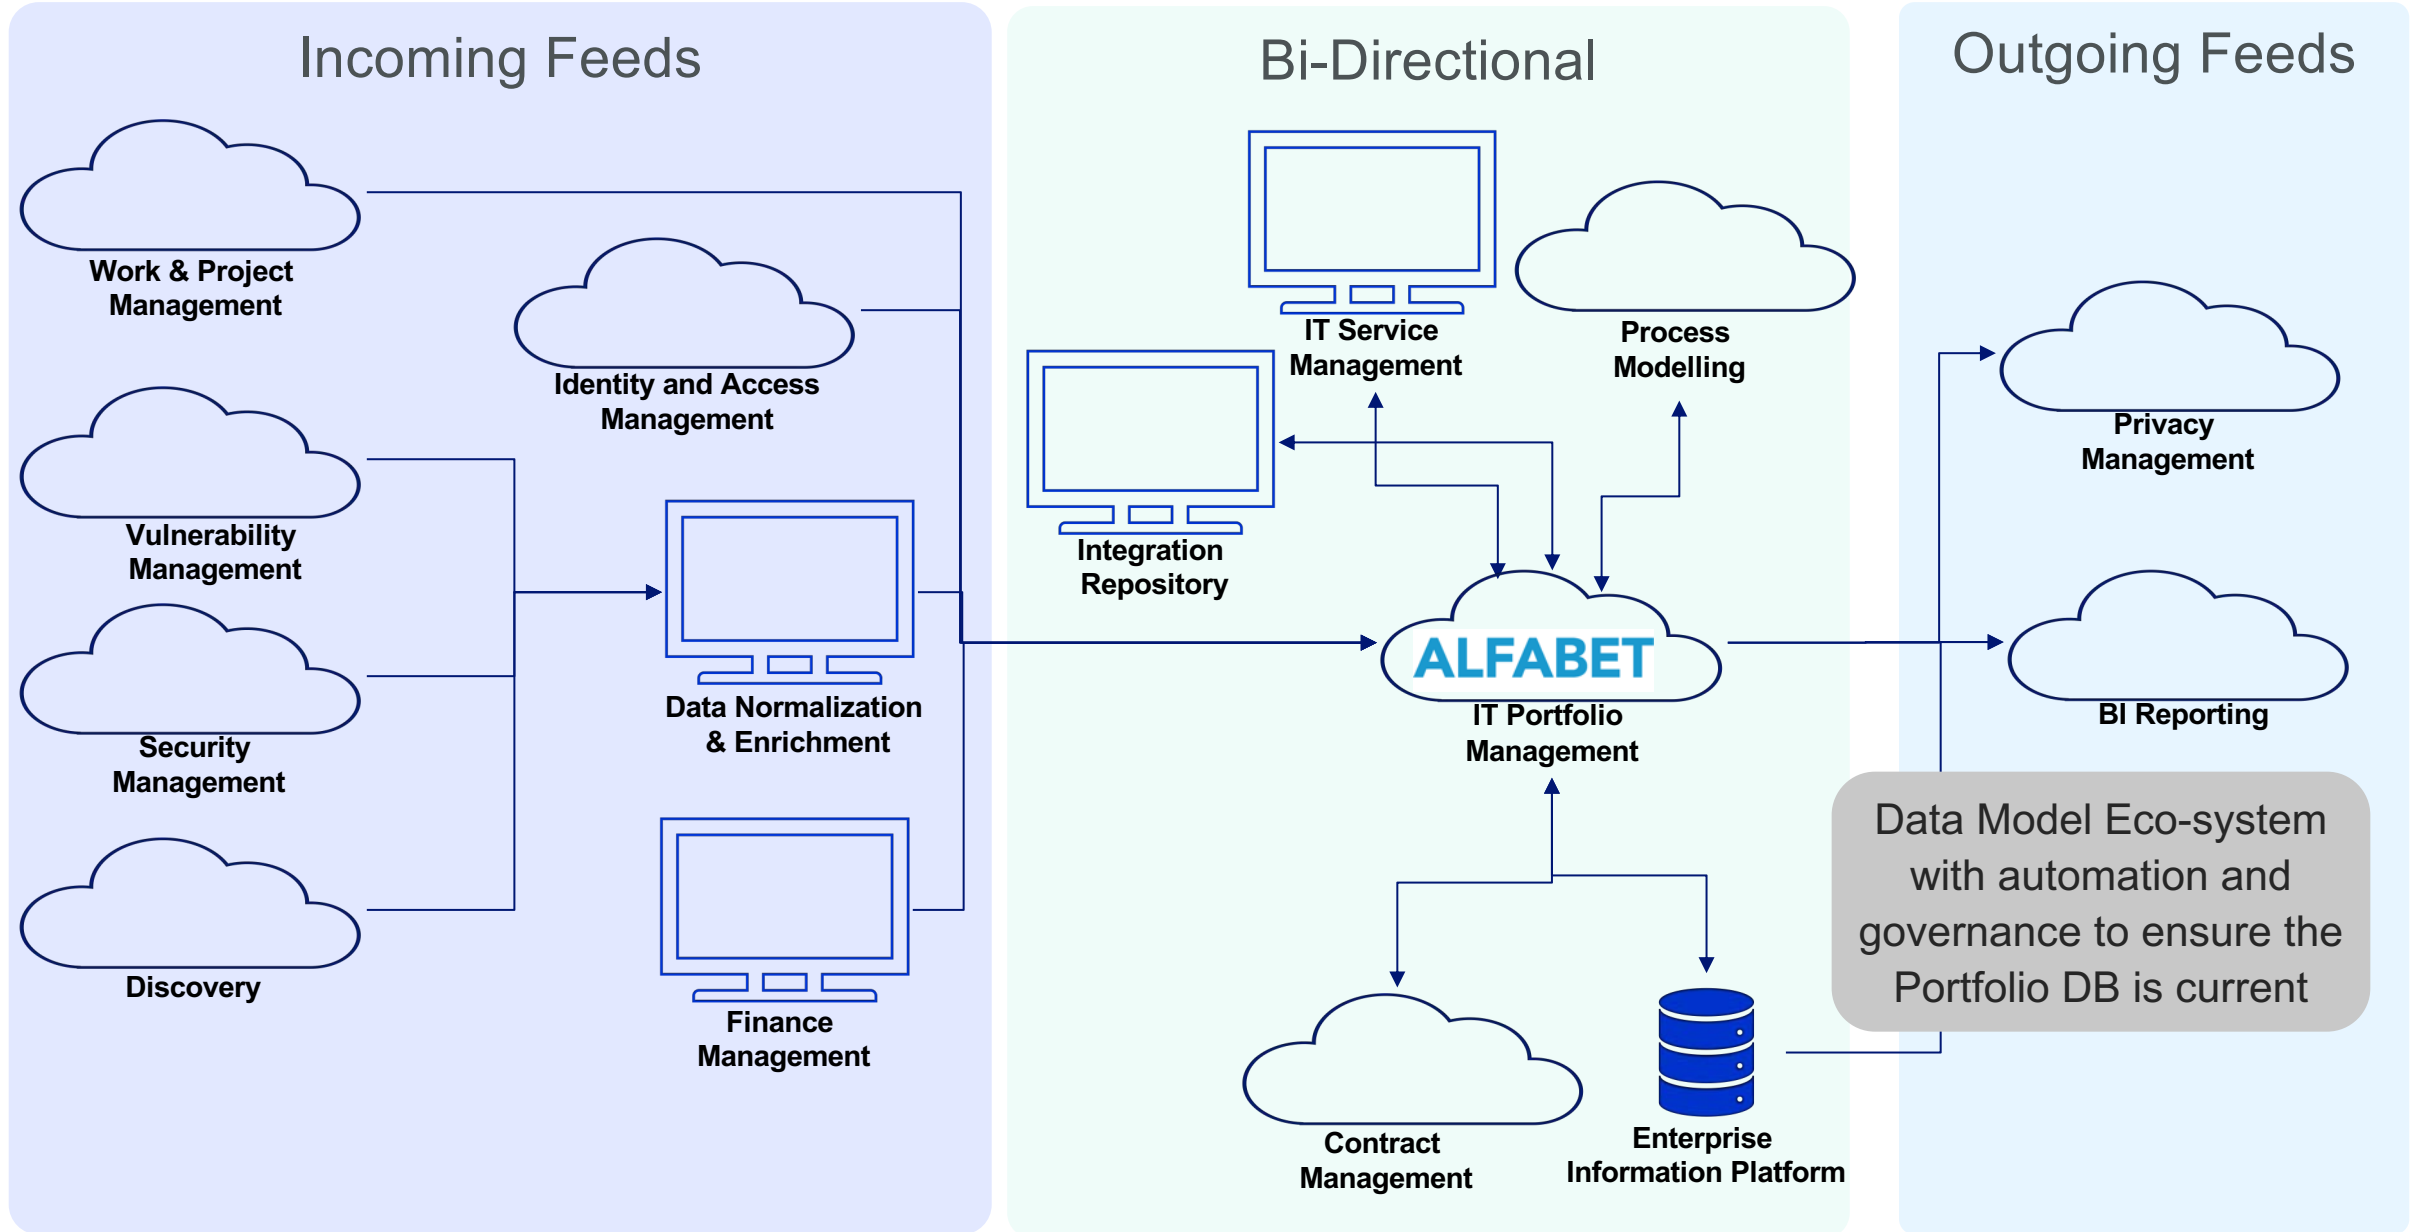 Incoming Feeds
Work & Project
Management
Identity and Access
Management
Vulnerability
Management
Security
Management
Data Normalization
& Enrichment
Discovery
Finance
Management
Bi-Directional
IT Service
Management
Process
Modelling
Integration
Repository
ALFABET
IT Portfolio
Management
Contract
Management
Enterprise
Information Platform
Outgoing Feeds
Privacy
Management
BI Reporting
Data Model Eco-system
with automation and
governance to ensure the
Portfolio DB is current